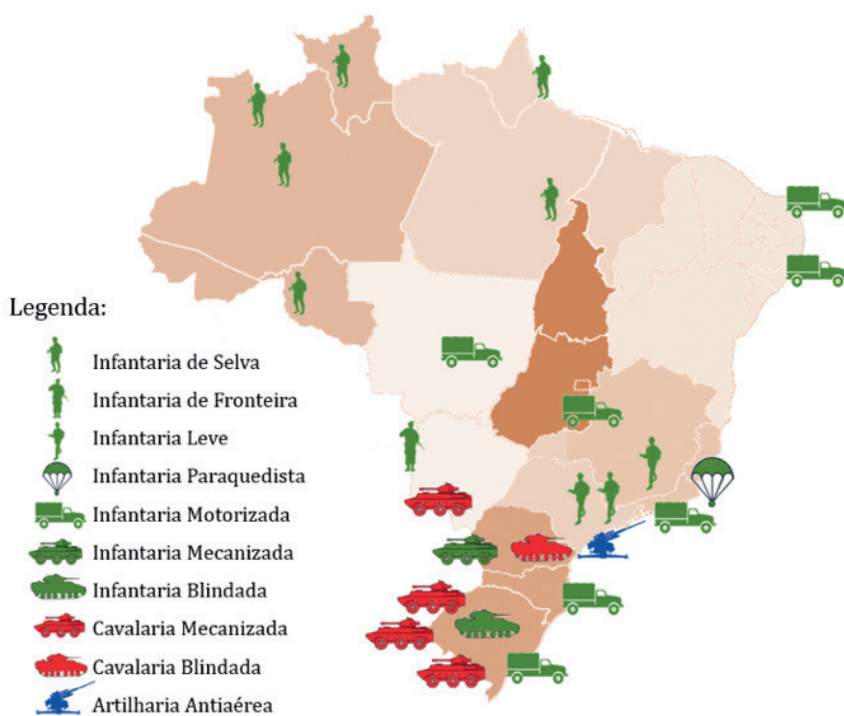 Legenda:
Infantaria de Selva
Infantaria de Fronteira
Infantaria Leve
Infantaria Paraquedista
Infantaria Motorizada
Infantaria Mecanizada
Infantaria Blindada
Cavalaria Mecanizada
Cavalaria Blindada
Artilharia Antiaérea